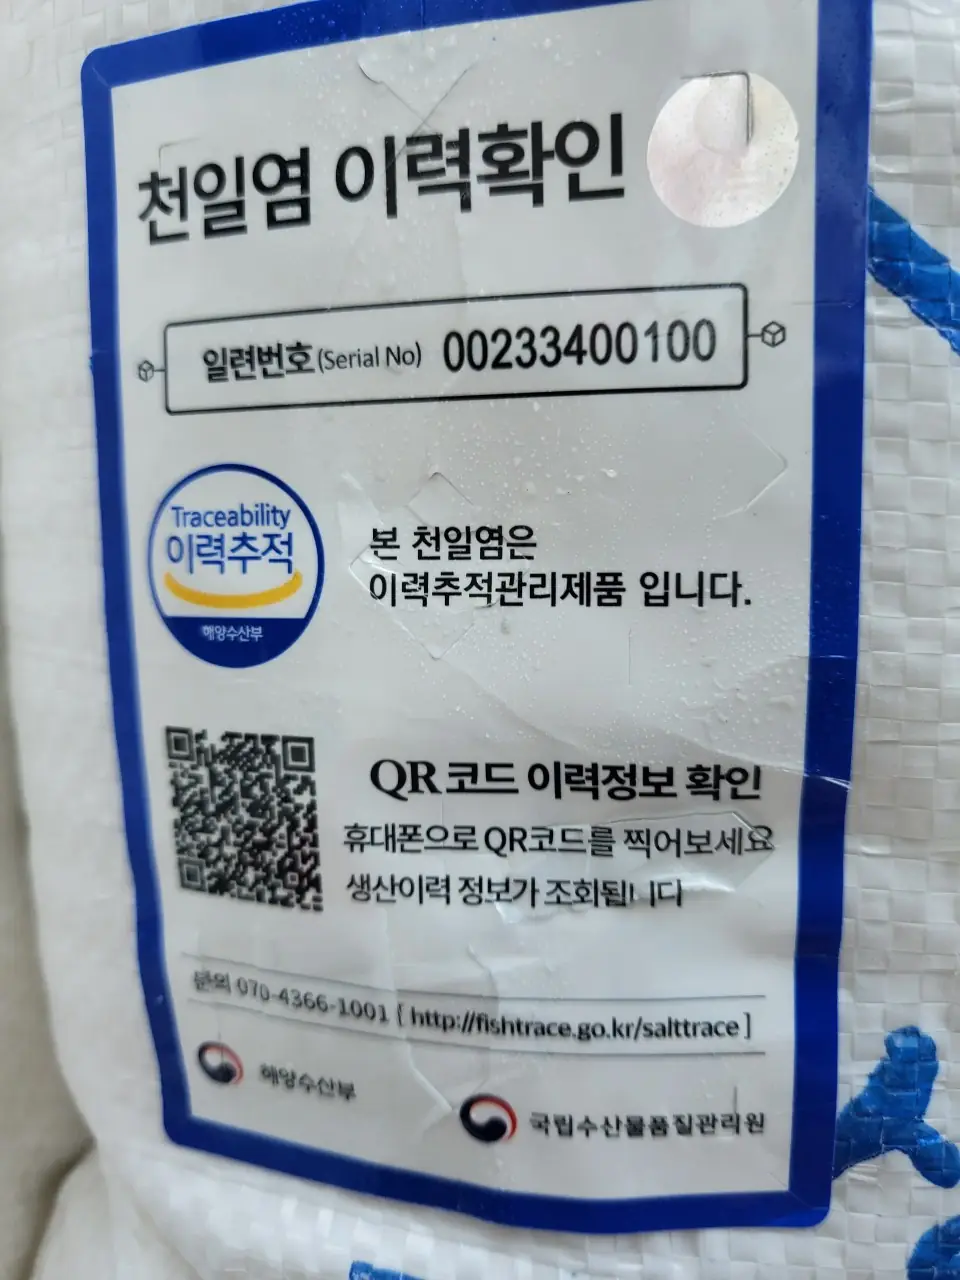 천일염 이력확인
일련번호(Serial No) 00233400100
Traceability
이력추적
해양수산부
본 천일염은
이력추적관리제품 입니다.
QR코드 이력정보 확인
휴대폰으로 QR코드를 찍어보세요
생산이력 정보가 조회됩니다
문의 070-4366-1001 [ http://fishtrace.go.kr/salttrace ]
해양수산부
국립수산물품질관리원